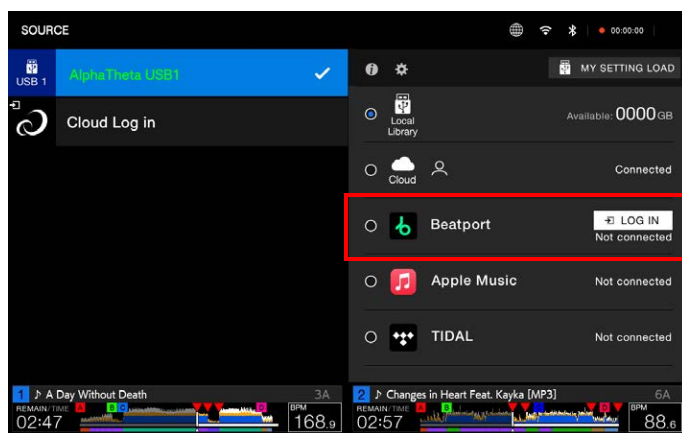 SOURCE
00:00:00
USB 1
AlphaTheta USB1
MY SETTING LOAD
Cloud Log in
Local
Library
Available: 0000 GB
Cloud
Connected
Beatport
LOG IN
Not connected
Apple Music
Not connected
TIDAL
Not connected
1 ♪ A Day Without Death 3A
REMAIN/TIME A B C D BPM
02:47 168.9
2 ♪ Changes in Heart Feat. Kayka [MP3] 6A
REMAIN/TIME A B D BPM
02:57 88.6